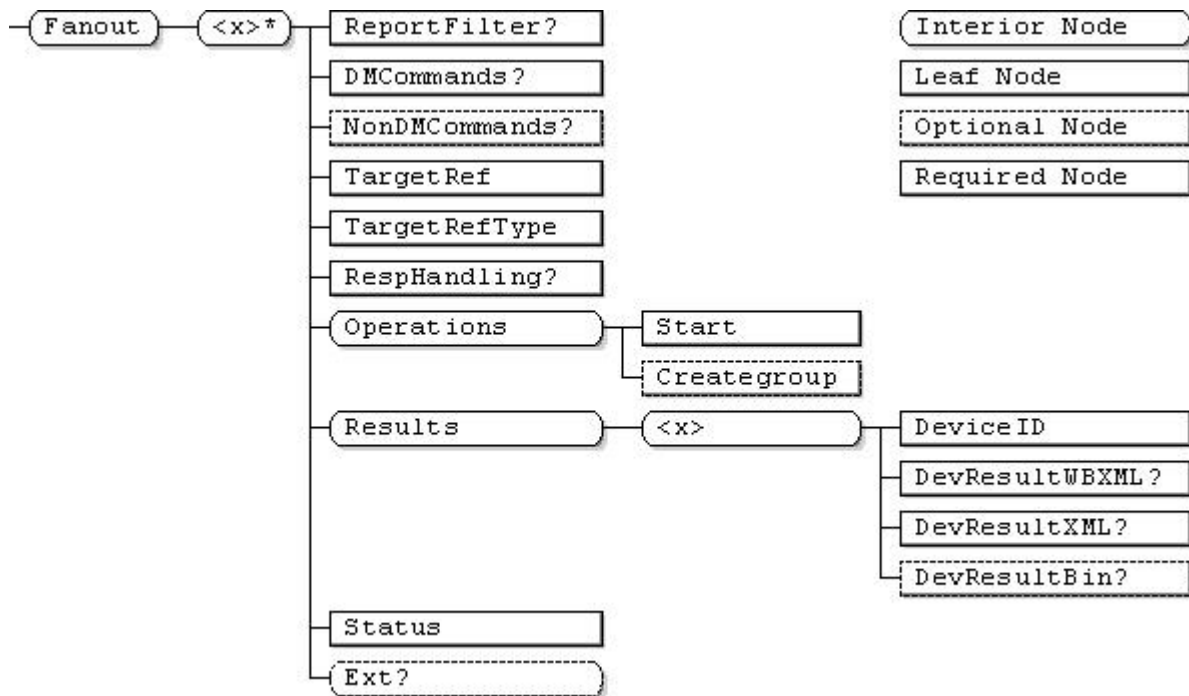 Fanout <x>* ReportFilter? Interior Node
DMCommands? Leaf Node
NonDMCommands? Optional Node
TargetRef Required Node
TargetRefType
RespHandling?
Operations Start
Creategroup
Results <x> DeviceID
DevResultWBXML?
DevResultXML?
DevResultBin?
Status
Ext?